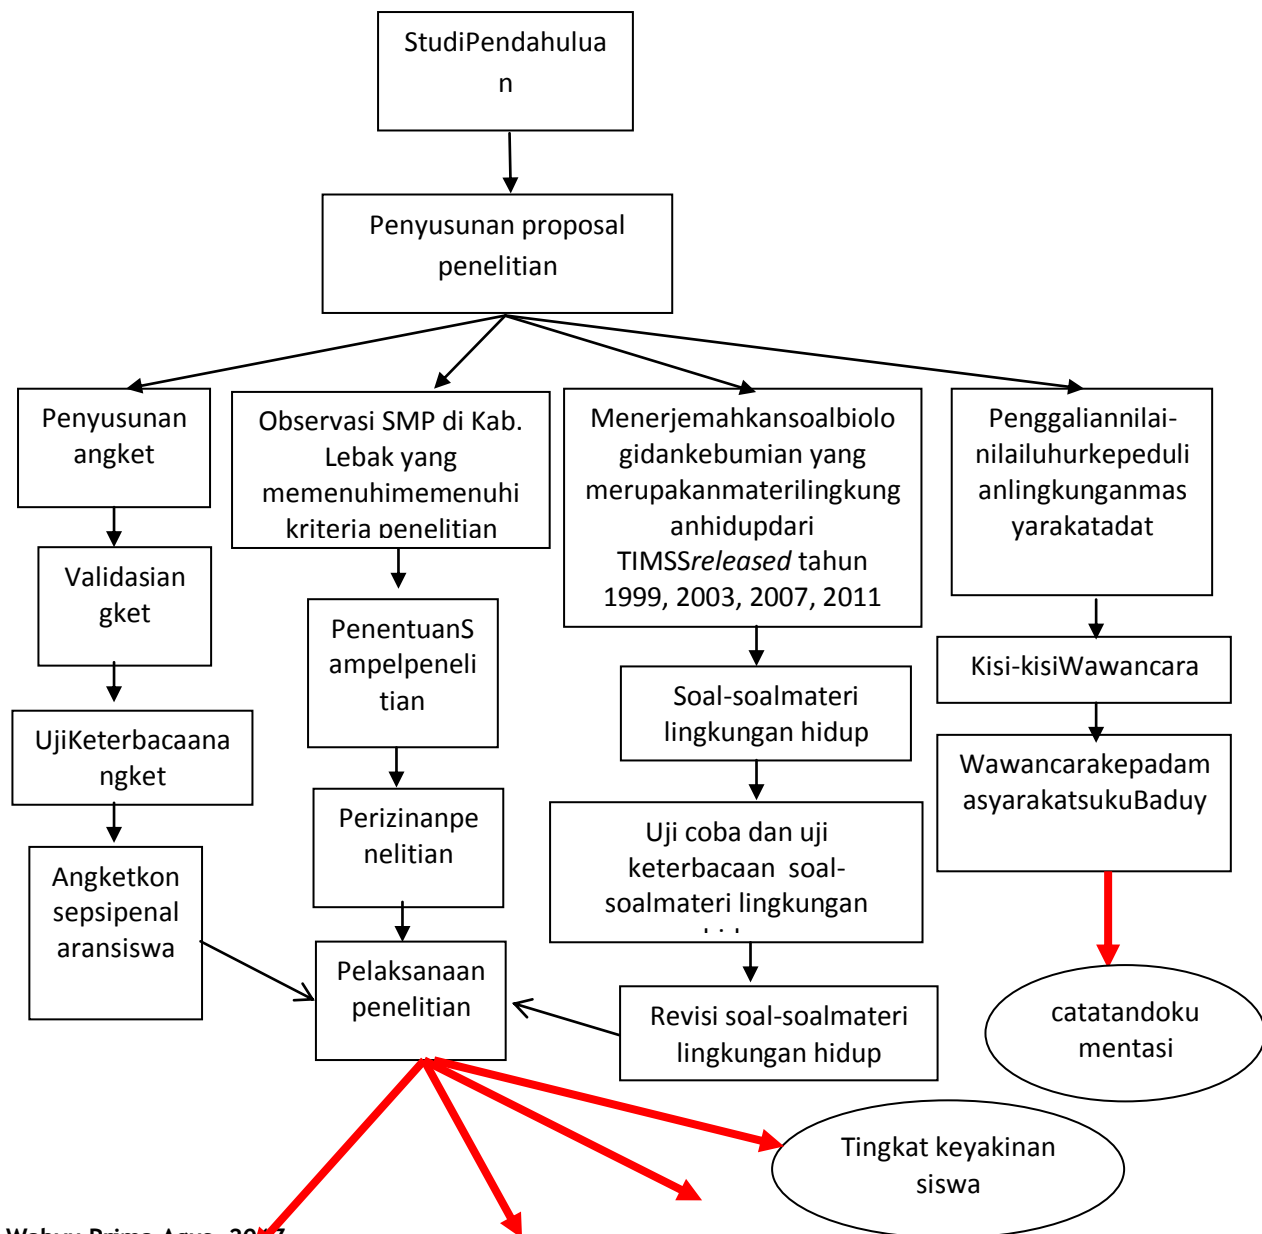 StudiPendahulua
n
Penyusunan proposal
penelitian
Penyusunan
angket
Observasi SMP di Kab.
Lebak yang
memenuhimemenuhi
kriteria penelitian
Menerjemahkansoalbiolo
gidankebumian yang
merupakanmaterilingkung
anhidupdari
TIMSSreleased tahun
1999, 2003, 2007, 2011
Penggaliannilai-
nilailuhurkepeduli
anlingkunganmas
yarakatadat
Validasian
gket
PenentuanS
ampelpeneli
tian
Soal-soalmateri
lingkungan hidup
Kisi-kisiWawancara
UjiKeterbacaana
ngket
Perizinanpe
nelitian
Uji coba dan uji
keterbacaan  soal-
soalmateri lingkungan
Wawancarakepadam
asyarakatsukuBaduy
Angketkon
sepsipenal
aransiswa
Pelaksanaan
penelitian
Revisi soal-soalmateri
lingkungan hidup
catatandoku
mentasi
Tingkat keyakinan
siswa